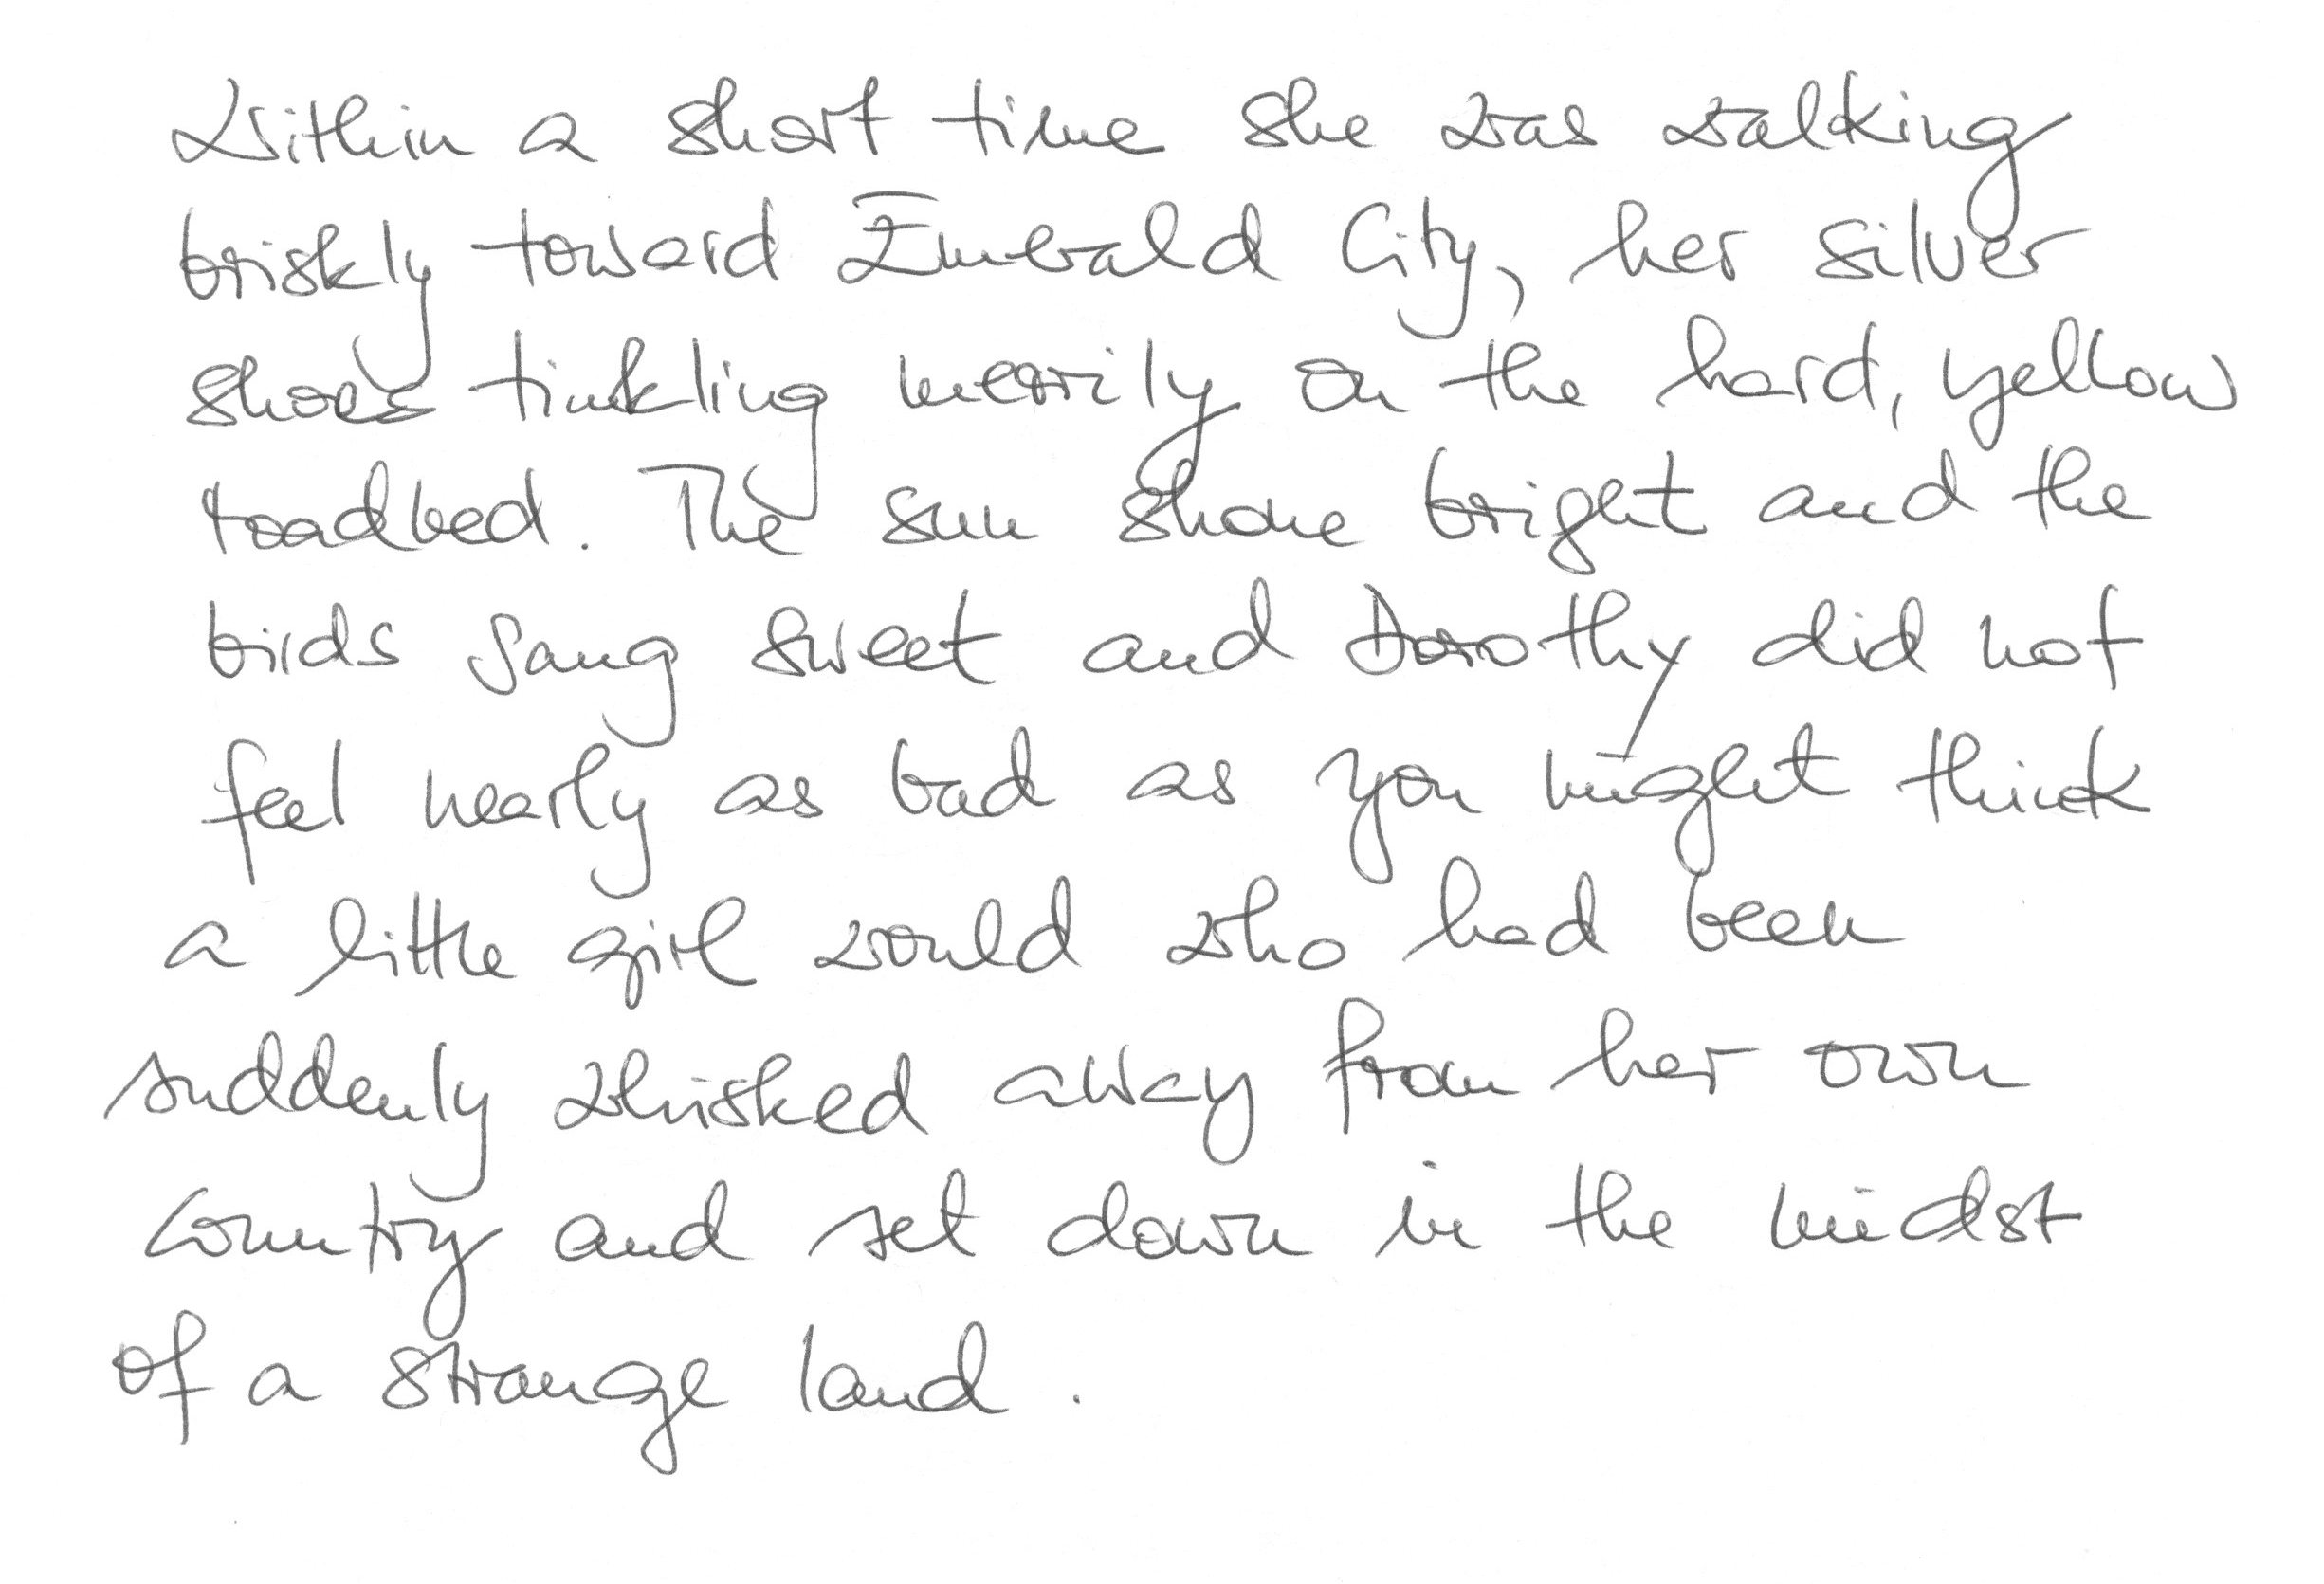 Within a short time she was walking
briskly toward Emerald City, her silver
shoes tinkling merrily on the hard, yellow
roadbed. The sun shone bright and the
birds sang sweet and Dorothy did not
feel nearly as bad as you might think
a little girl would who had been
suddenly whisked away from her own
country and set down in the midst
of a strange land.